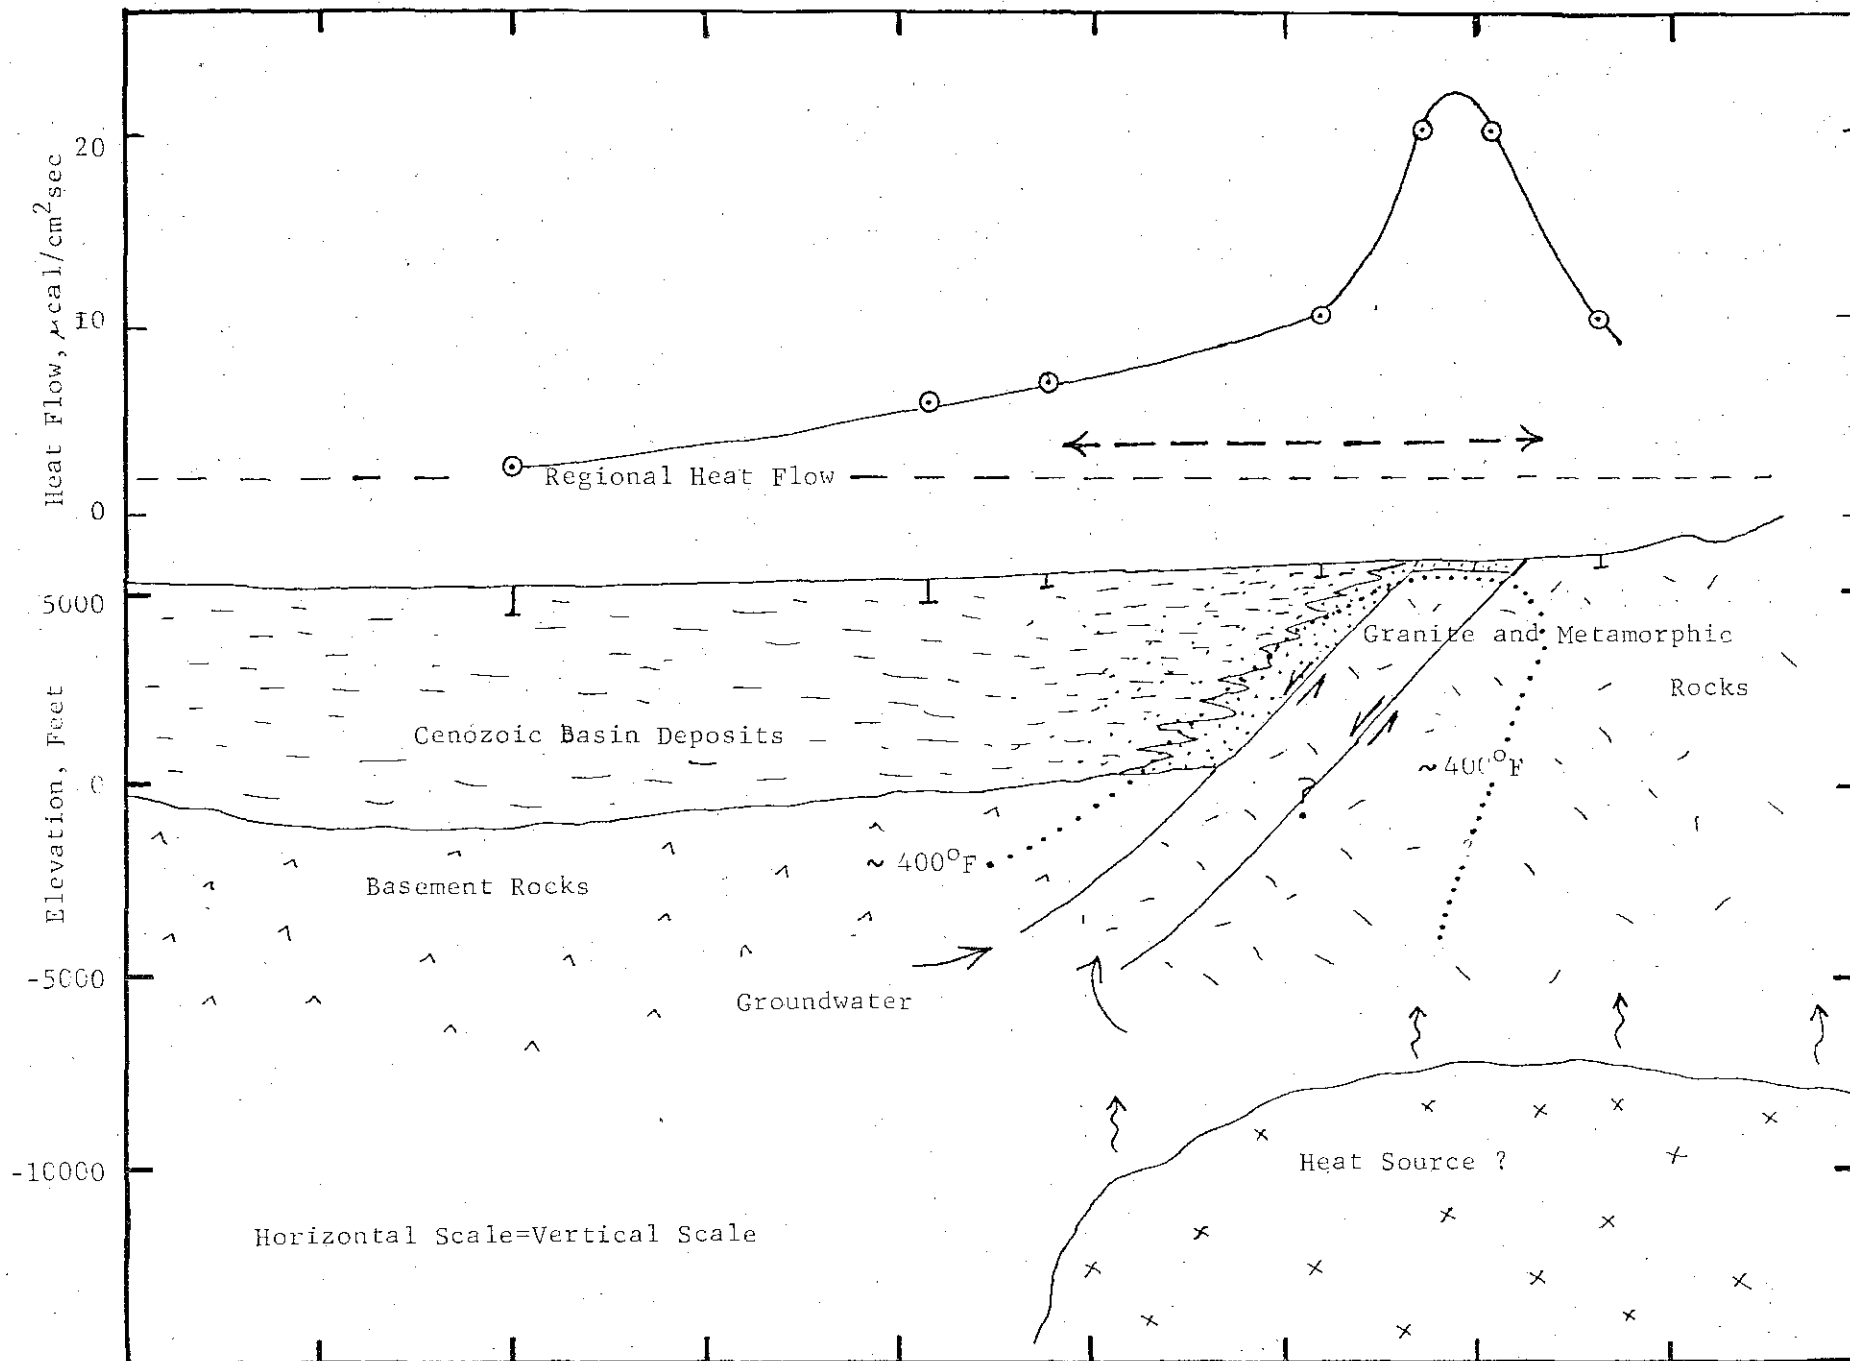 Heat Flow, μcal/cm²sec
20
10
0
Regional Heat Flow
Elevation, Feet
5000
0
-5000
-10000
Granite and Metamorphic
Rocks
Cenozoic Basin Deposits
~400°F
?
~400°F
Basement Rocks
Groundwater
Heat Source ?
Horizontal Scale=Vertical Scale